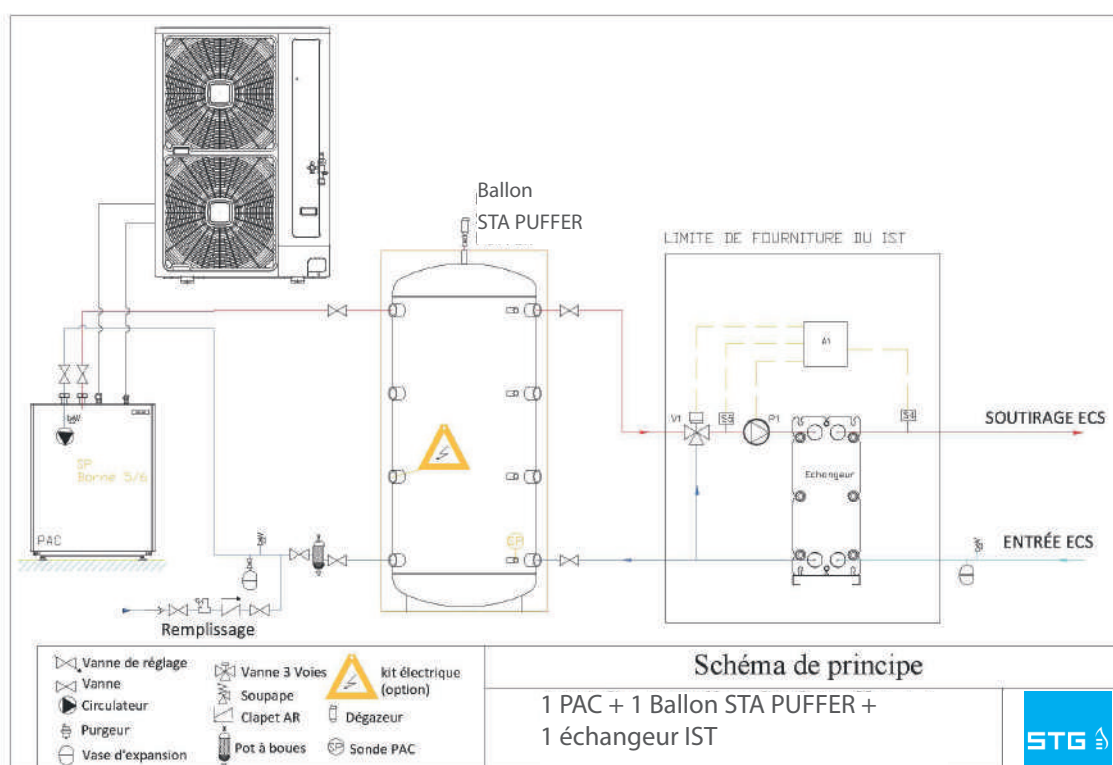 Ballon
STA PUFFER
LIMITE DE FOURNITURE DU IST
A1
V1
S5
P1
S4
SOUTIRAGE ECS
Echangeur
SP
Borne 5/6
PAC
SP
ENTRÉE ECS
Remplissage
Vanne de réglage
Vanne
Circulateur
Purgeur
Vase d'expansion
Vanne 3 Voies
Soupape
Clapet AR
Pot à boues
kit électrique
(option)
Dégazeur
SP Sonde PAC
Schéma de principe
1 PAC + 1 Ballon STA PUFFER +
1 échangeur IST
STG